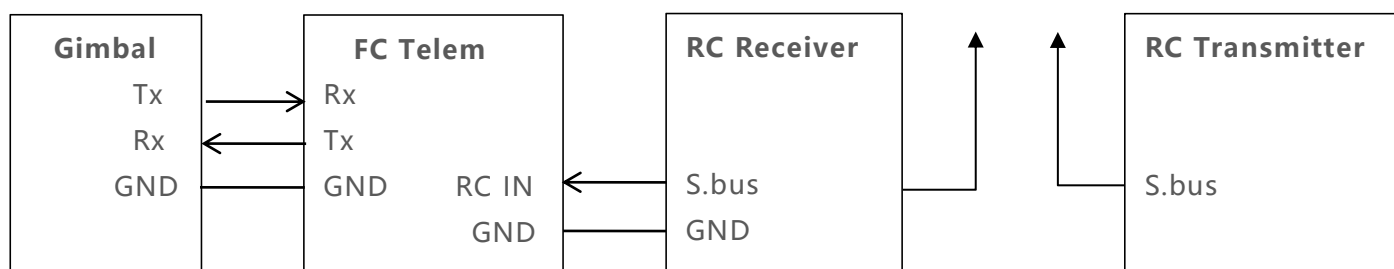 Gimbal
Tx
Rx
GND
FC Telem
Rx
Tx
GND
RC IN
GND
RC Receiver
S.bus
GND
RC Transmitter
S.bus